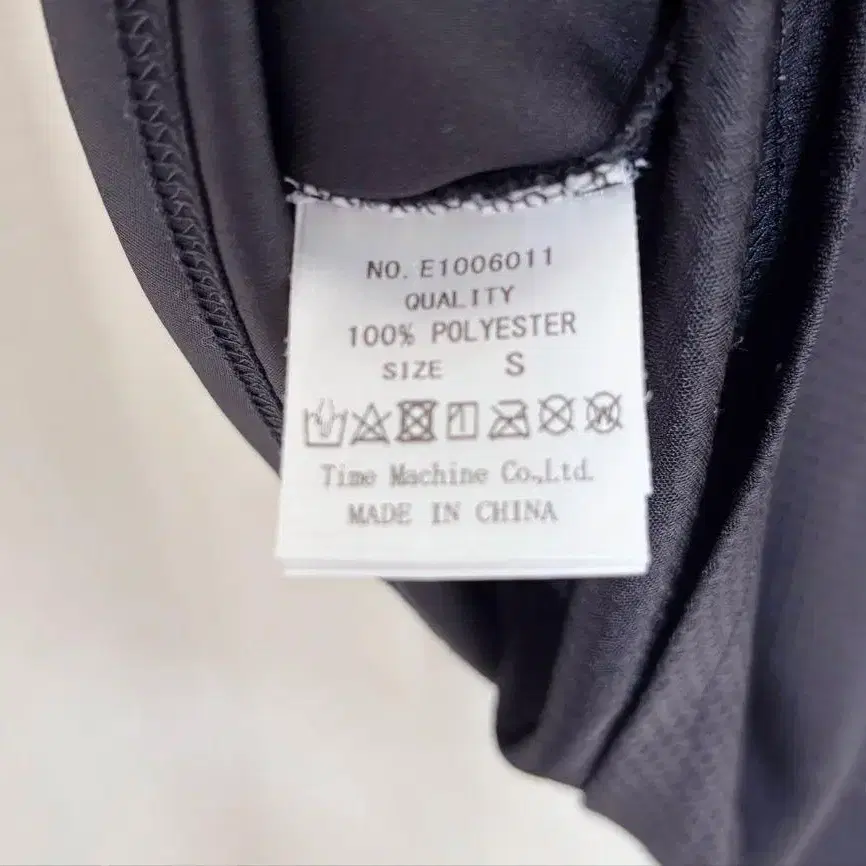 NO. E1006011
QUALITY
100% POLYESTER
SIZE S
Time Machine Co.,Ltd.
MADE IN CHINA